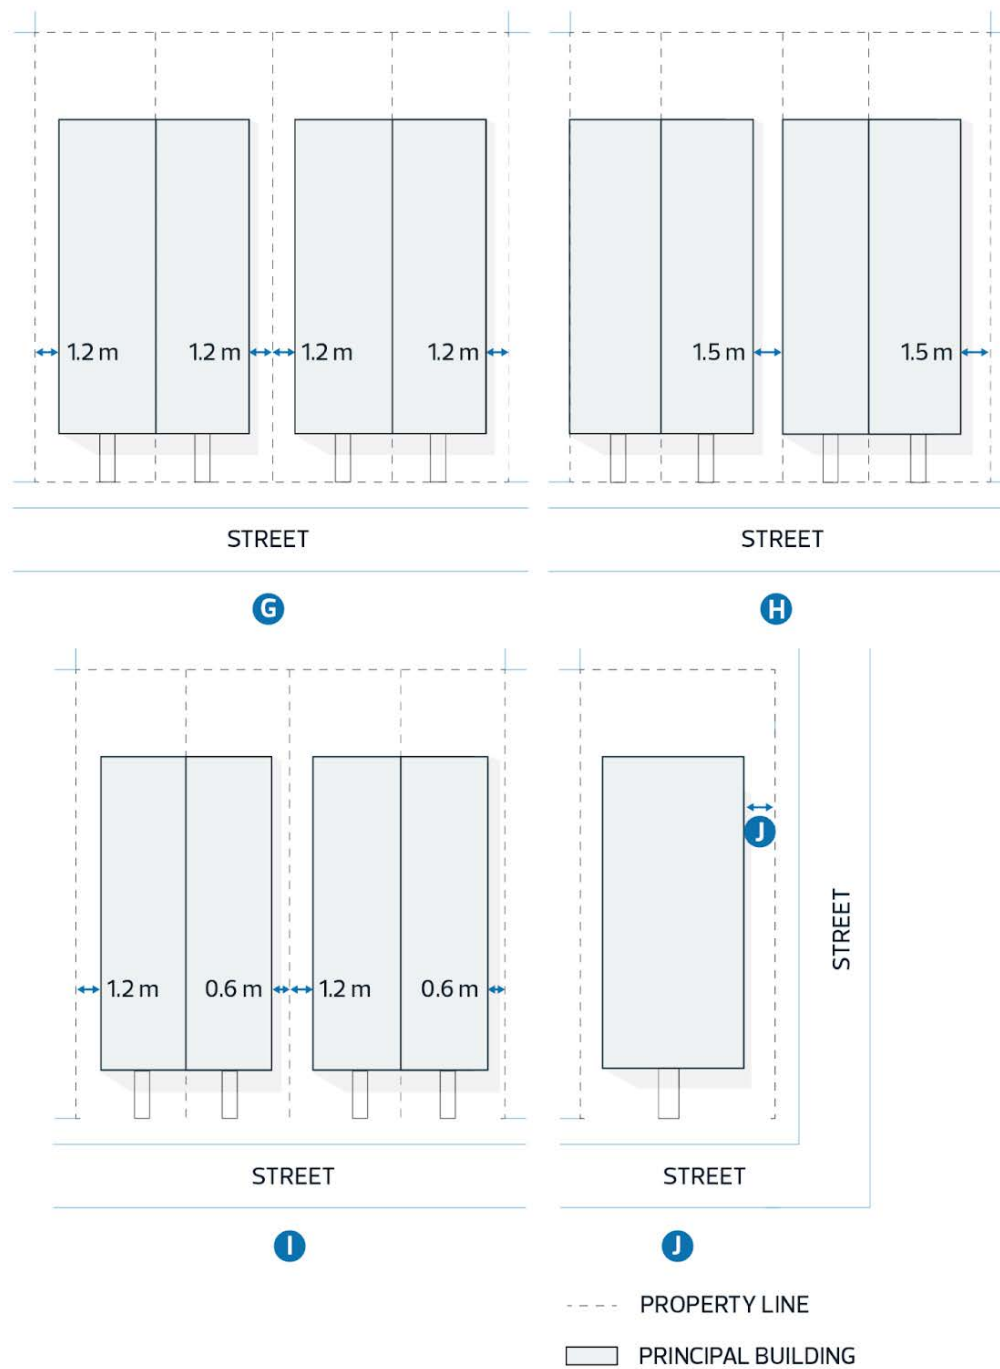 1.2 m 1.2 m 1.2 m 1.2 m
STREET
G
1.5 m 1.5 m
STREET
H
1.2 m 0.6 m 1.2 m 0.6 m
STREET
I
J
STREET
STREET
J
PROPERTY LINE
PRINCIPAL BUILDING